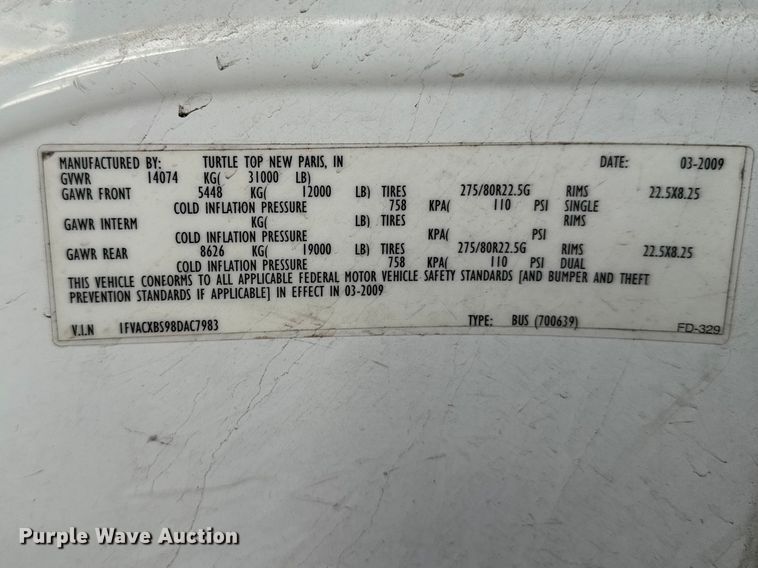 MANUFACTURED BY: TURTLE TOP NEW PARIS, IN DATE: 03-2009
GVWR 14074 KG( 31000 LB)
GAWR FRONT 5448 KG( 12000 LB) TIRES 275/80R22.5G RIMS 22.5X8.25
COLD INFLATION PRESSURE 758 KPA( 110 PSI SINGLE
GAWR INTERM KG( LB) TIRES RIMS
COLD INFLATION PRESSURE KPA( PSI
GAWR REAR 8626 KG( 19000 LB) TIRES 275/80R22.5G RIMS 22.5X8.25
COLD INFLATION PRESSURE 758 KPA( 110 PSI DUAL
THIS VEHICLE CONFORMS TO ALL APPLICABLE FEDERAL MOTOR VEHICLE SAFETY STANDARDS [AND BUMPER AND THEFT
PREVENTION STANDARDS IF APPLICABLE] IN EFFECT IN 03-2009
V.I.N 1FVACXBS98DAC7983 TYPE: BUS (700639) FD-329
Purple Wave Auction